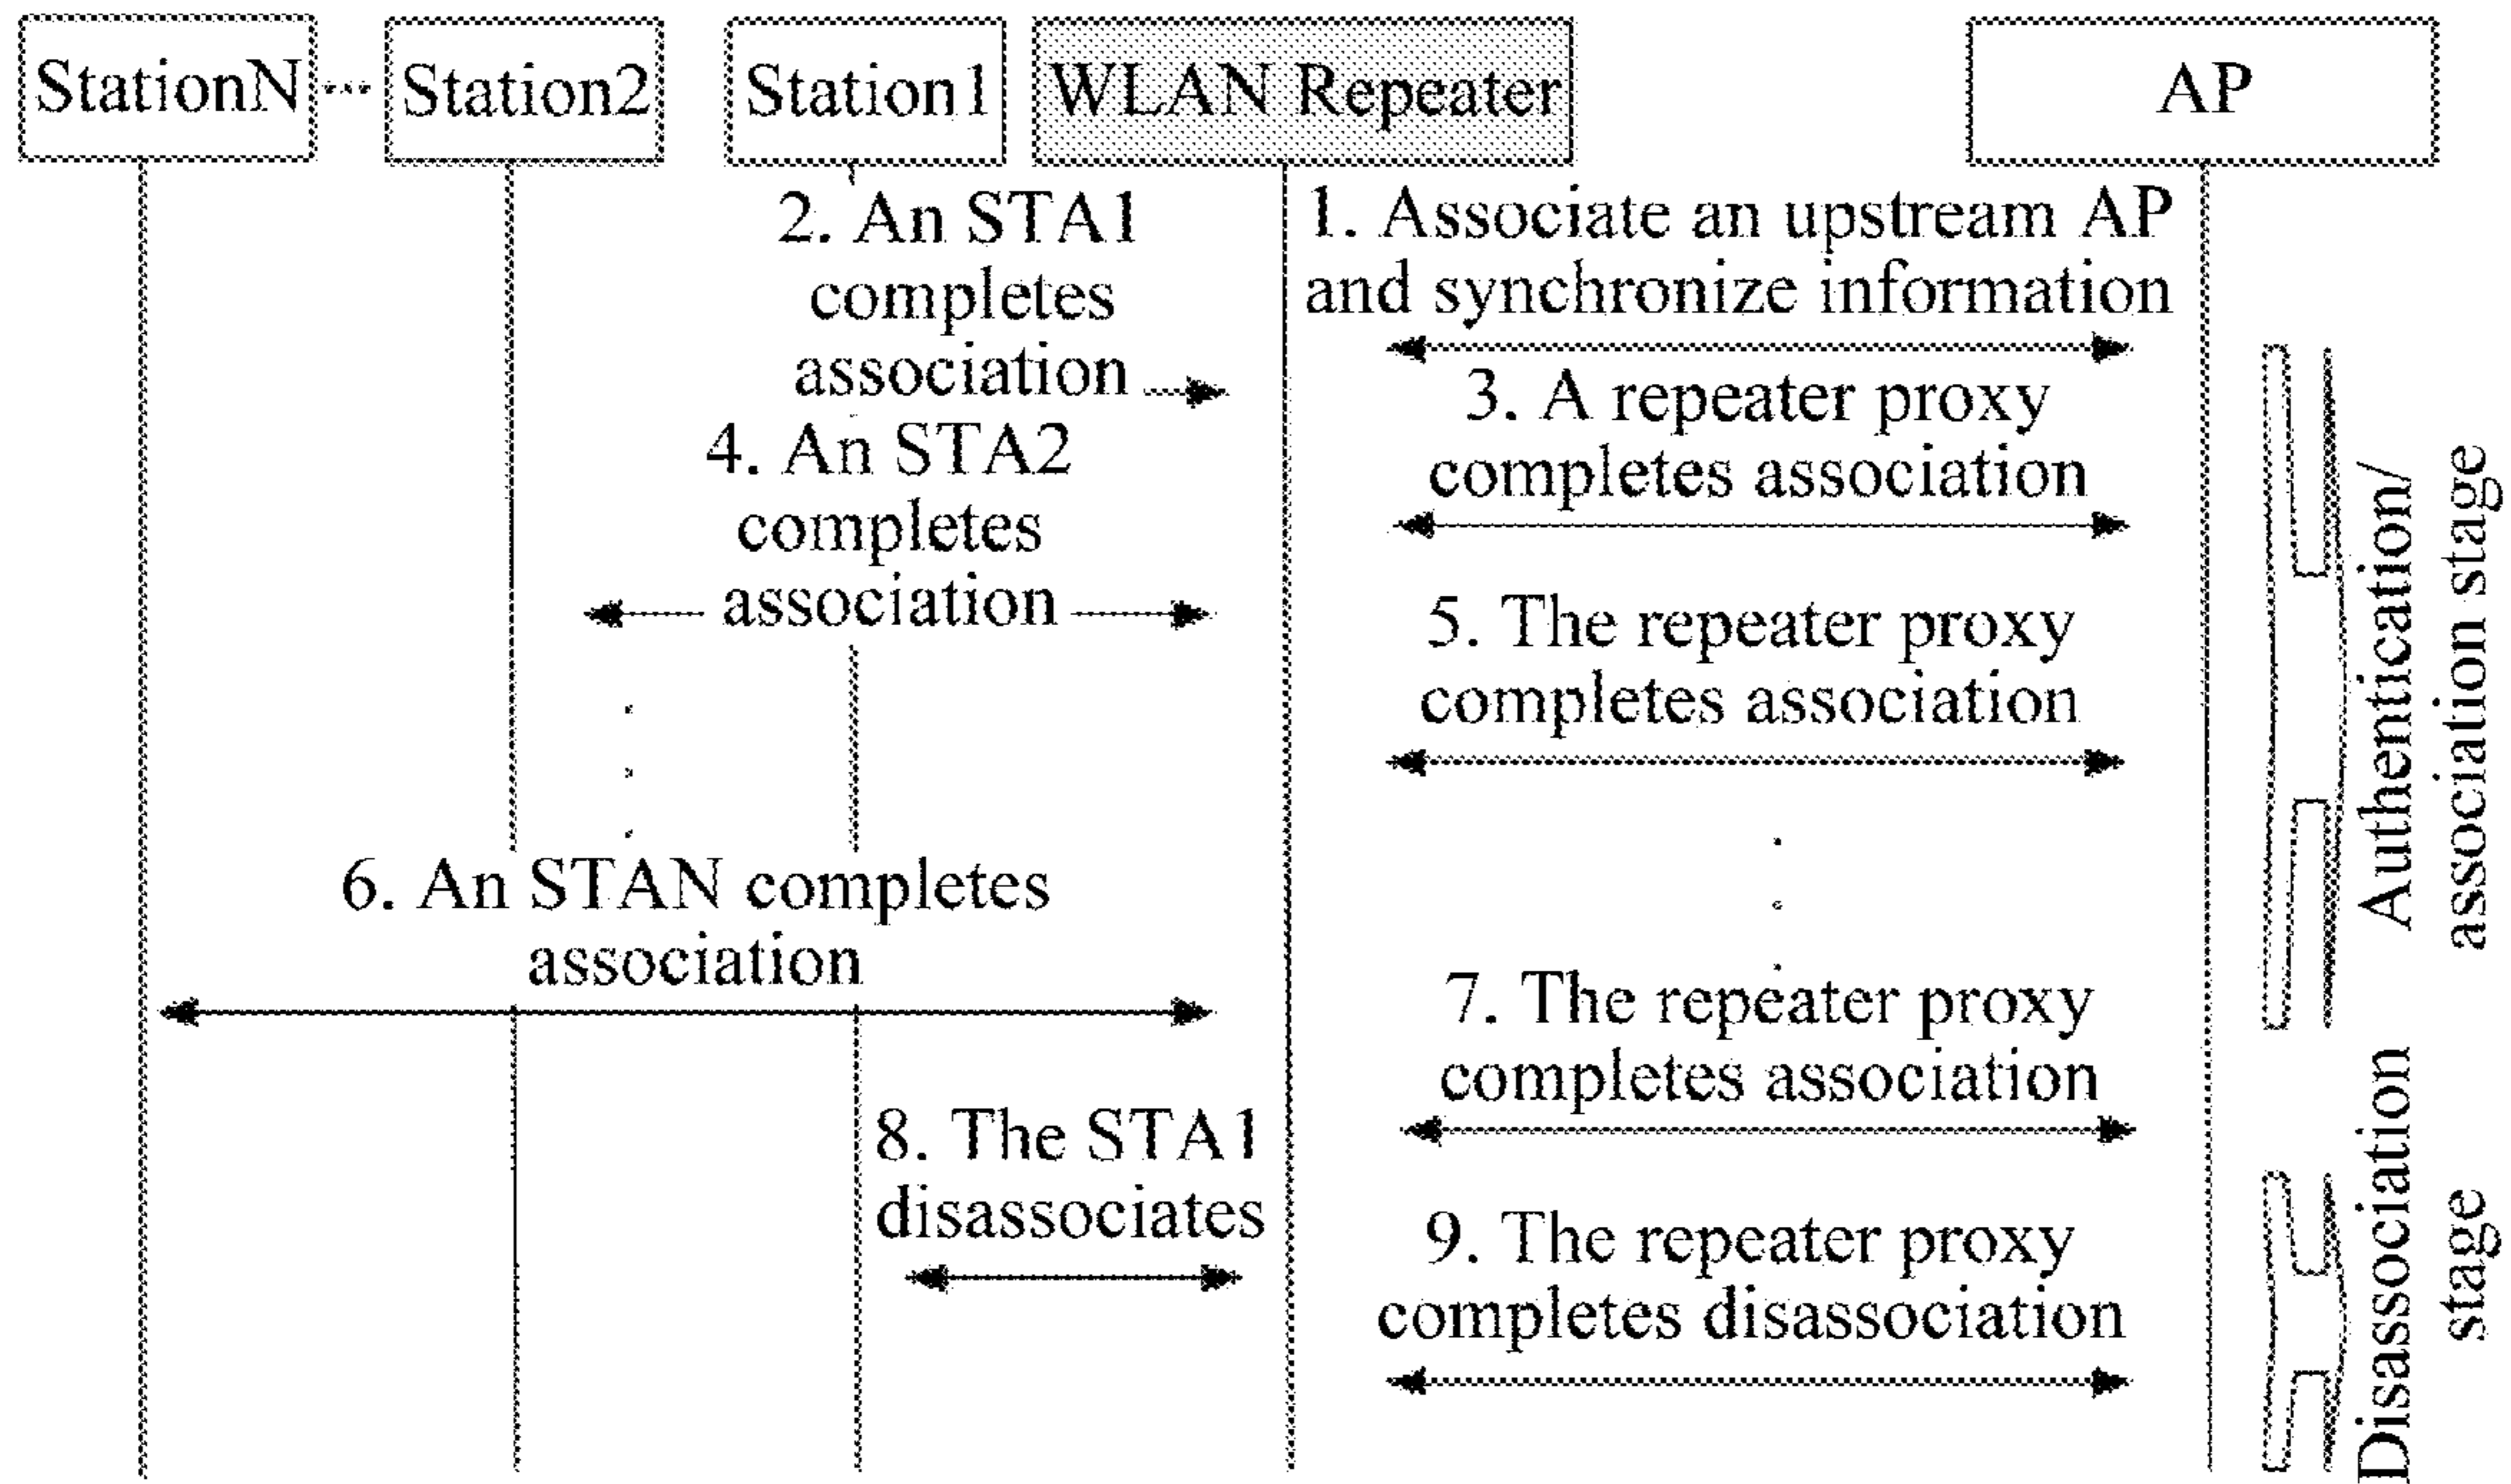 StationN
...
Station2
Station1
WLAN Repeater
AP
1. Associate an upstream AP
and synchronize information
2. An STA1
completes
association
3. A repeater proxy
completes association
4. An STA2
completes
association
5. The repeater proxy
completes association
6. An STAN completes
association
7. The repeater proxy
completes association
8. The STA1
disassociates
9. The repeater proxy
completes disassociation
Authentication/
association stage
Disassociation
stage